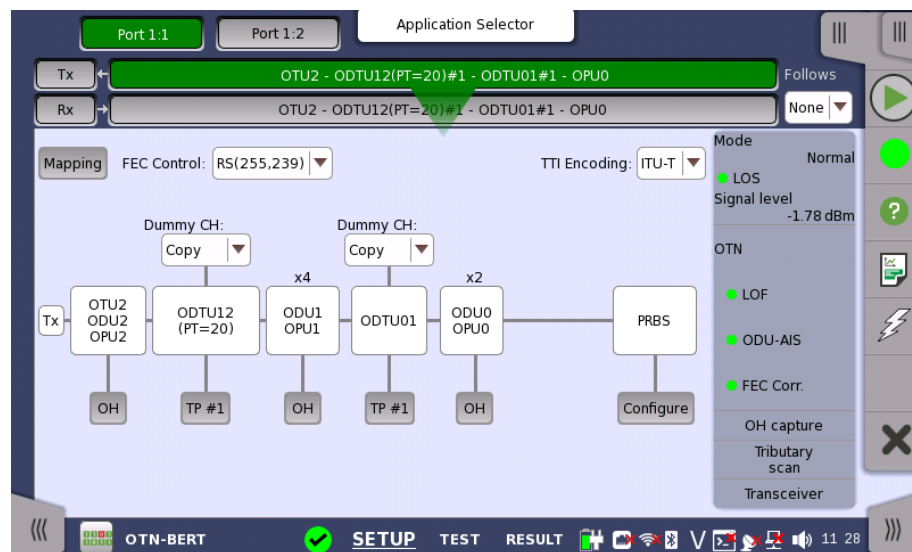 Port 1:1
Port 1:2
Application Selector
Tx
OTU2 - ODTU12(PT=20)#1 - ODTU01#1 - OPU0
Follows
Rx
OTU2 - ODTU12(PT=20)#1 - ODTU01#1 - OPU0
None
Mapping
FEC Control: RS(255,239)
TTI Encoding: ITU-T
Mode
Normal
LOS
Signal level
-1.78 dBm
Dummy CH:
Copy
Dummy CH:
Copy
OTN
x4
x2
LOF
Tx
OTU2
ODU2
OPU2
ODTU12
(PT=20)
ODU1
OPU1
ODTU01
ODU0
OPU0
PRBS
ODU-AIS
FEC Corr.
OH
TP #1
OH
TP #1
OH
Configure
OH capture
Tributary
scan
Transceiver
OTN-BERT
SETUP
TEST
RESULT
V
11 28